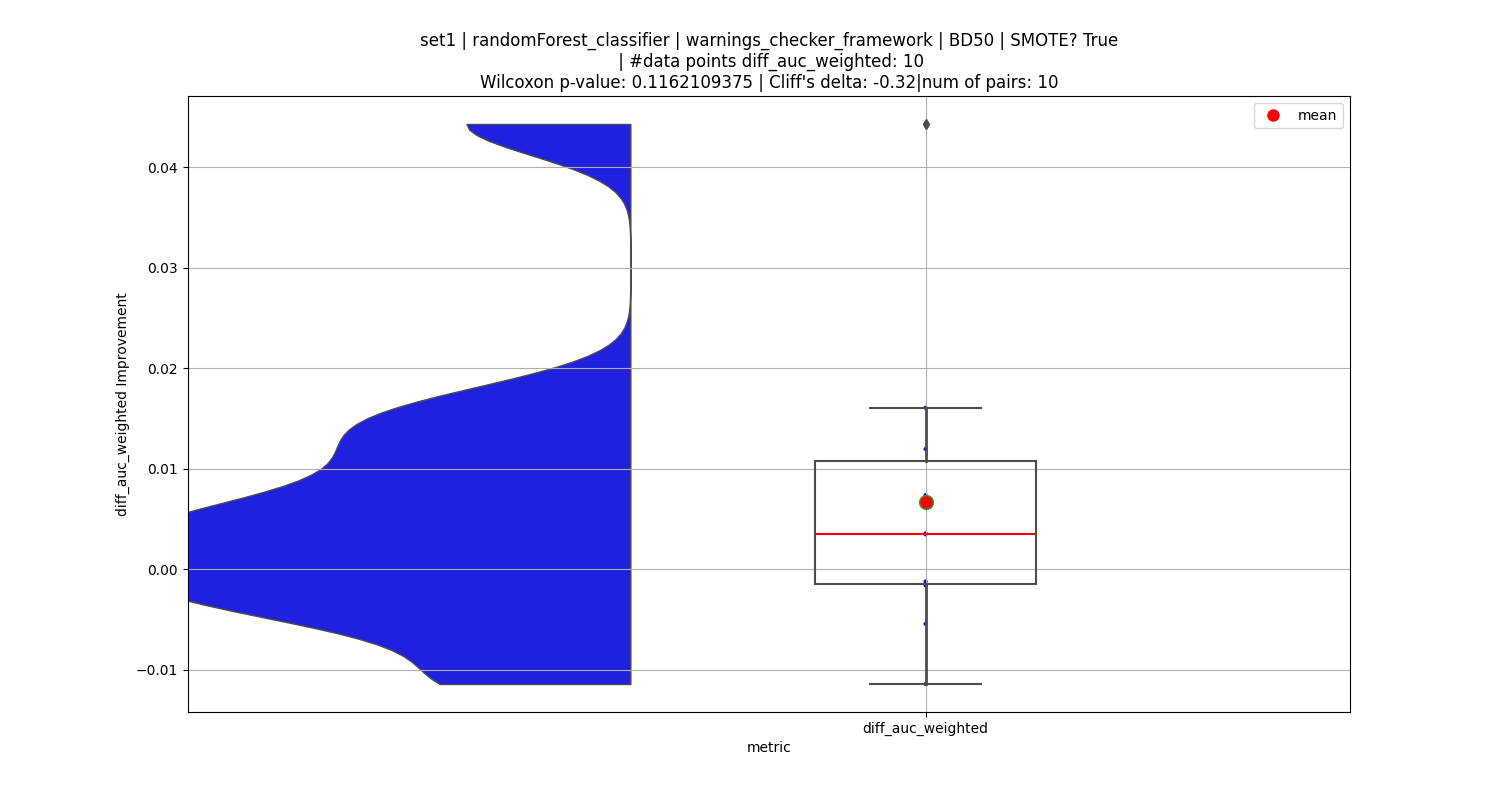 set1 | randomForest_classifier | warnings_checker_framework | BD50 | SMOTE? True
| #data points diff_auc_weighted: 10
Wilcoxon p-value: 0.1162109375 | Cliff's delta: -0.32|num of pairs: 10
mean
0.04
0.03
0.02
0.01
0.00
−0.01
diff_auc_weighted Improvement
diff_auc_weighted
metric